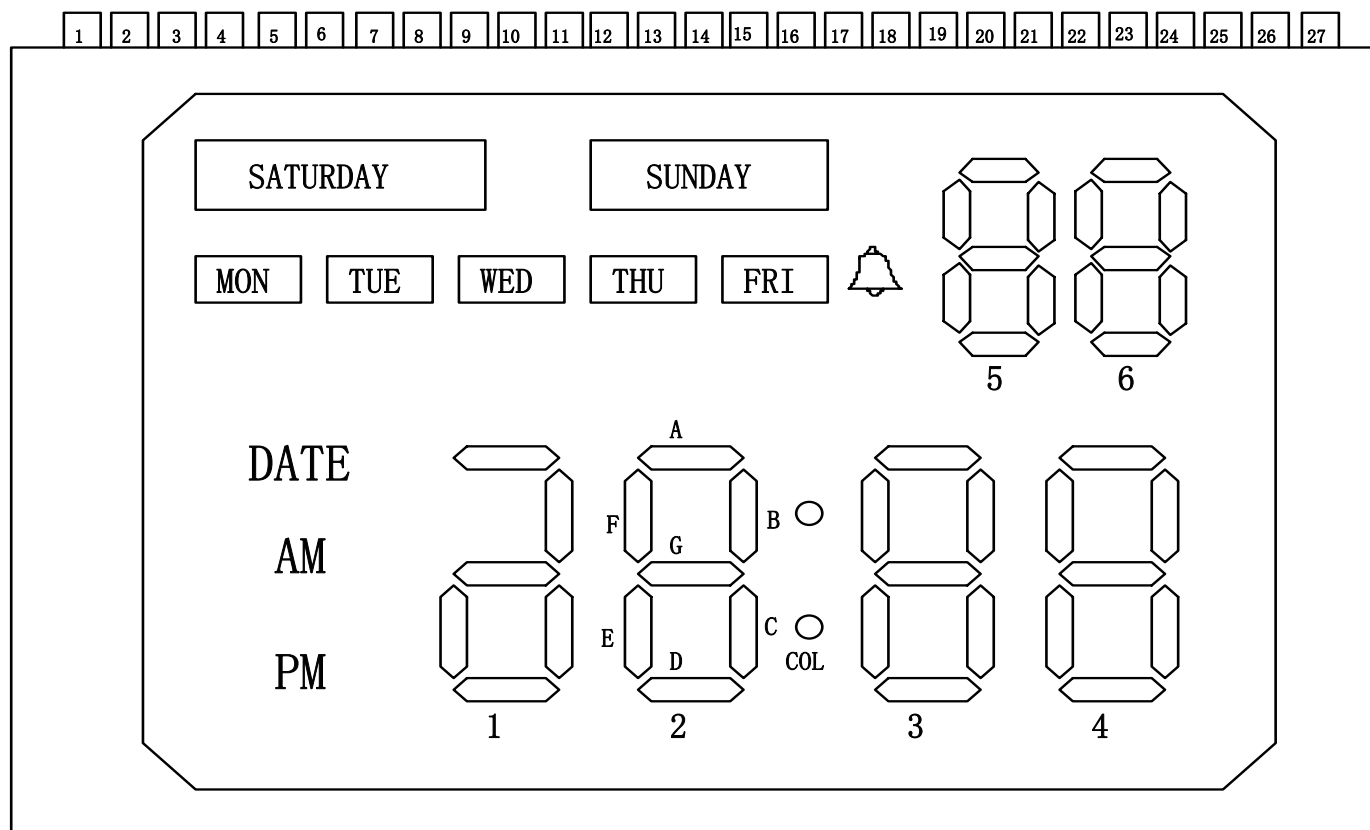 1 2 3 4 5 6 7 8 9 10 11 12 13 14 15 16 17 18 19 20 21 22 23 24 25 26 27
SATURDAY SUNDAY
MON TUE WED THU FRI
5 6
A
DATE
F B
G
AM
E C
D COL
PM
1 2 3 4